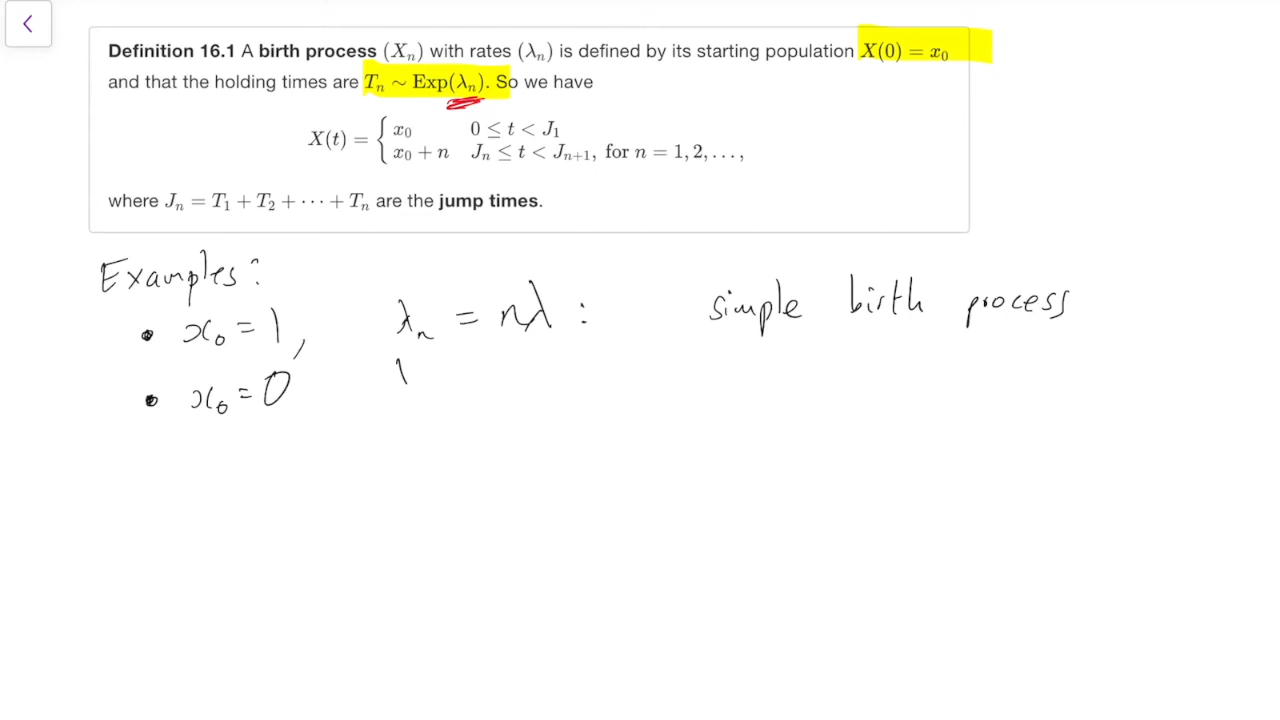 Definition 16.1 A birth process (Xₙ) with rates (λₙ) is defined by its starting population X(0) = x₀
and that the holding times are Tₙ ∼ Exp(λₙ). So we have
X(t) = { x₀ 0 ≤ t < J₁
x₀ + n Jₙ ≤ t < Jₙ₊₁, for n = 1, 2, …,
where Jₙ = T₁ + T₂ + ⋯ + Tₙ are the jump times.
Examples:
• x₀ = 1, λₙ = nλ : simple birth process
• x₀ = 0